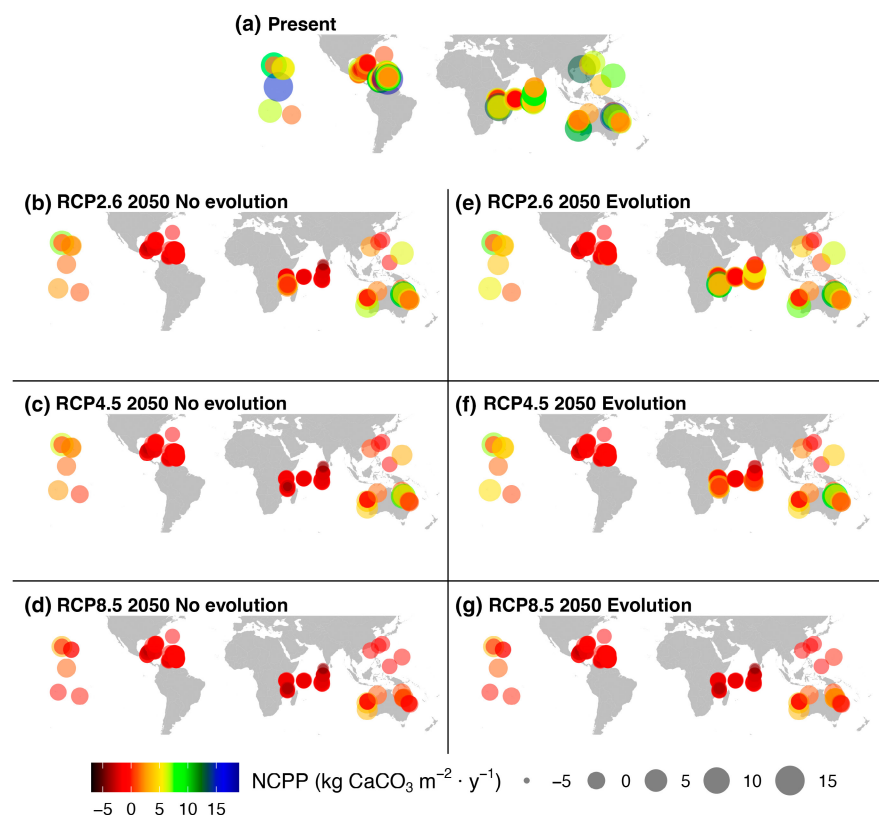 (a) Present
(b) RCP2.6 2050 No evolution
(e) RCP2.6 2050 Evolution
(c) RCP4.5 2050 No evolution
(f) RCP4.5 2050 Evolution
(d) RCP8.5 2050 No evolution
(g) RCP8.5 2050 Evolution
NCPP (kg CaCO₃ m⁻² · y⁻¹) −5 0 5 10 15
−5 0 5 10 15